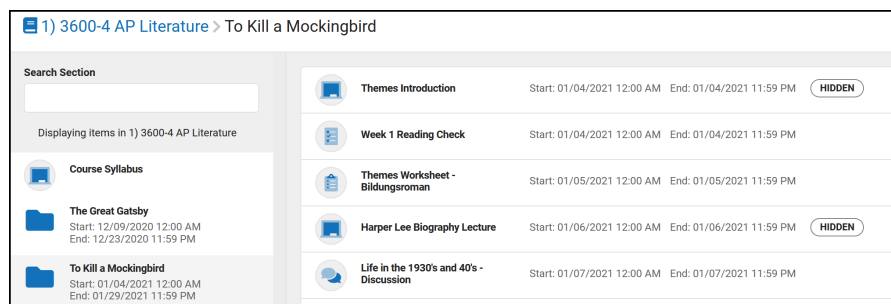 1) 3600-4 AP Literature > To Kill a Mockingbird
Search Section
Displaying items in 1) 3600-4 AP Literature
Course Syllabus
The Great Gatsby
Start: 12/09/2020 12:00 AM
End: 12/23/2020 11:59 PM
To Kill a Mockingbird
Start: 01/04/2021 12:00 AM
End: 01/29/2021 11:59 PM
Themes Introduction Start: 01/04/2021 12:00 AM End: 01/04/2021 11:59 PM HIDDEN
Week 1 Reading Check Start: 01/04/2021 12:00 AM End: 01/04/2021 11:59 PM
Themes Worksheet -
Bildungsroman Start: 01/05/2021 12:00 AM End: 01/05/2021 11:59 PM
Harper Lee Biography Lecture Start: 01/06/2021 12:00 AM End: 01/06/2021 11:59 PM HIDDEN
Life in the 1930's and 40's -
Discussion Start: 01/07/2021 12:00 AM End: 01/07/2021 11:59 PM